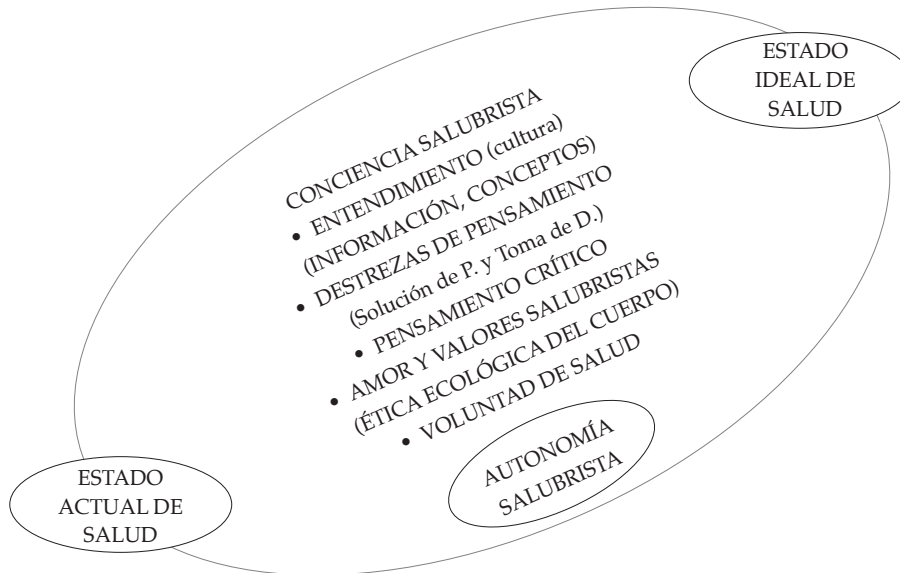 ESTADO
IDEAL DE
SALUD
CONCIENCIA SALUBRISTA
• ENTENDIMIENTO (cultura)
(INFORMACIÓN, CONCEPTOS)
• DESTREZAS DE PENSAMIENTO
(Solución de P. y Toma de D.)
• PENSAMIENTO CRÍTICO
• AMOR Y VALORES SALUBRISTAS
(ÉTICA ECOLÓGICA DEL CUERPO)
• VOLUNTAD DE SALUD
AUTONOMÍA
SALUBRISTA
ESTADO
ACTUAL DE
SALUD